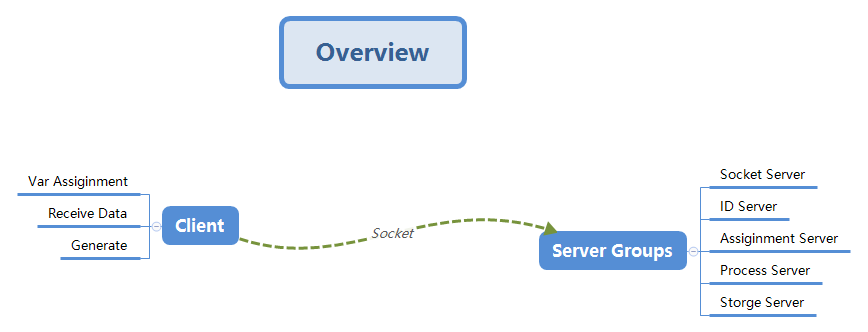 Overview
Var Assiginment
Receive Data
Generate
Client
Socket
Server Groups
Socket Server
ID Server
Assiginment Server
Process Server
Storge Server